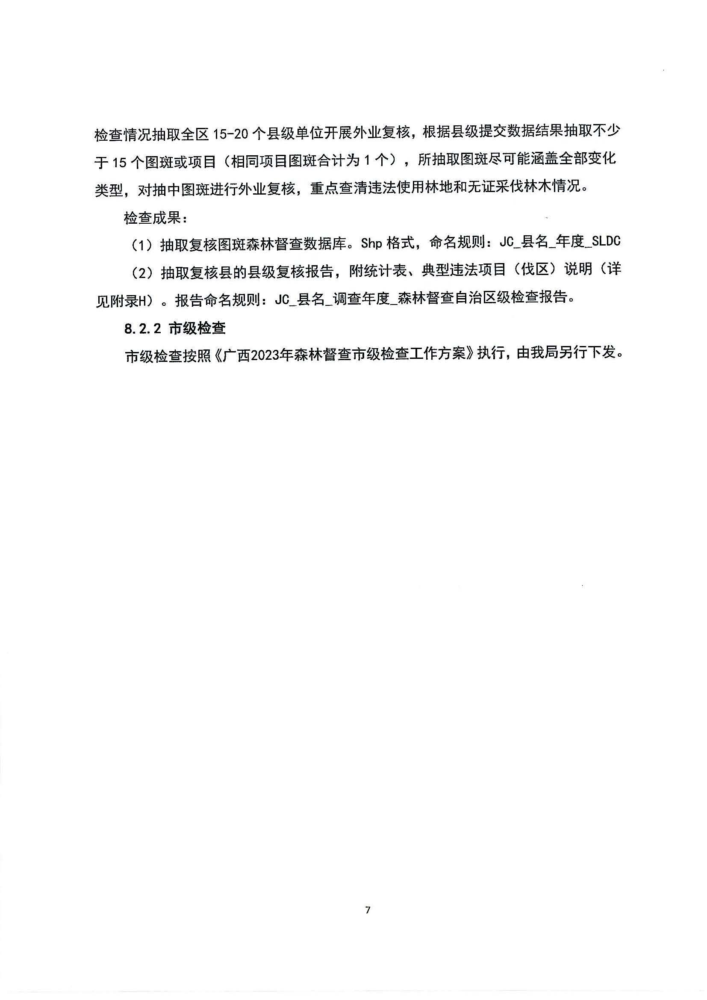 检查情况抽取全区 15-20 个县级单位开展外业复核，根据县级提交数据结果抽取不少
于 15 个图斑或项目（相同项目图斑合计为 1 个），所抽取图斑尽可能涵盖全部变化
类型，对抽中图斑进行外业复核，重点查清违法使用林地和无证采伐林木情况。
检查成果：
（1）抽取复核图斑森林督查数据库。Shp 格式，命名规则：JC_县名_年度_SLDC
（2）抽取复核县的县级复核报告，附统计表、典型违法项目（伐区）说明（详
见附录H）。报告命名规则：JC_县名_调查年度_森林督查自治区级检查报告。
8.2.2 市级检查
市级检查按照《广西2023年森林督查市级检查工作方案》执行，由我局另行下发。
7